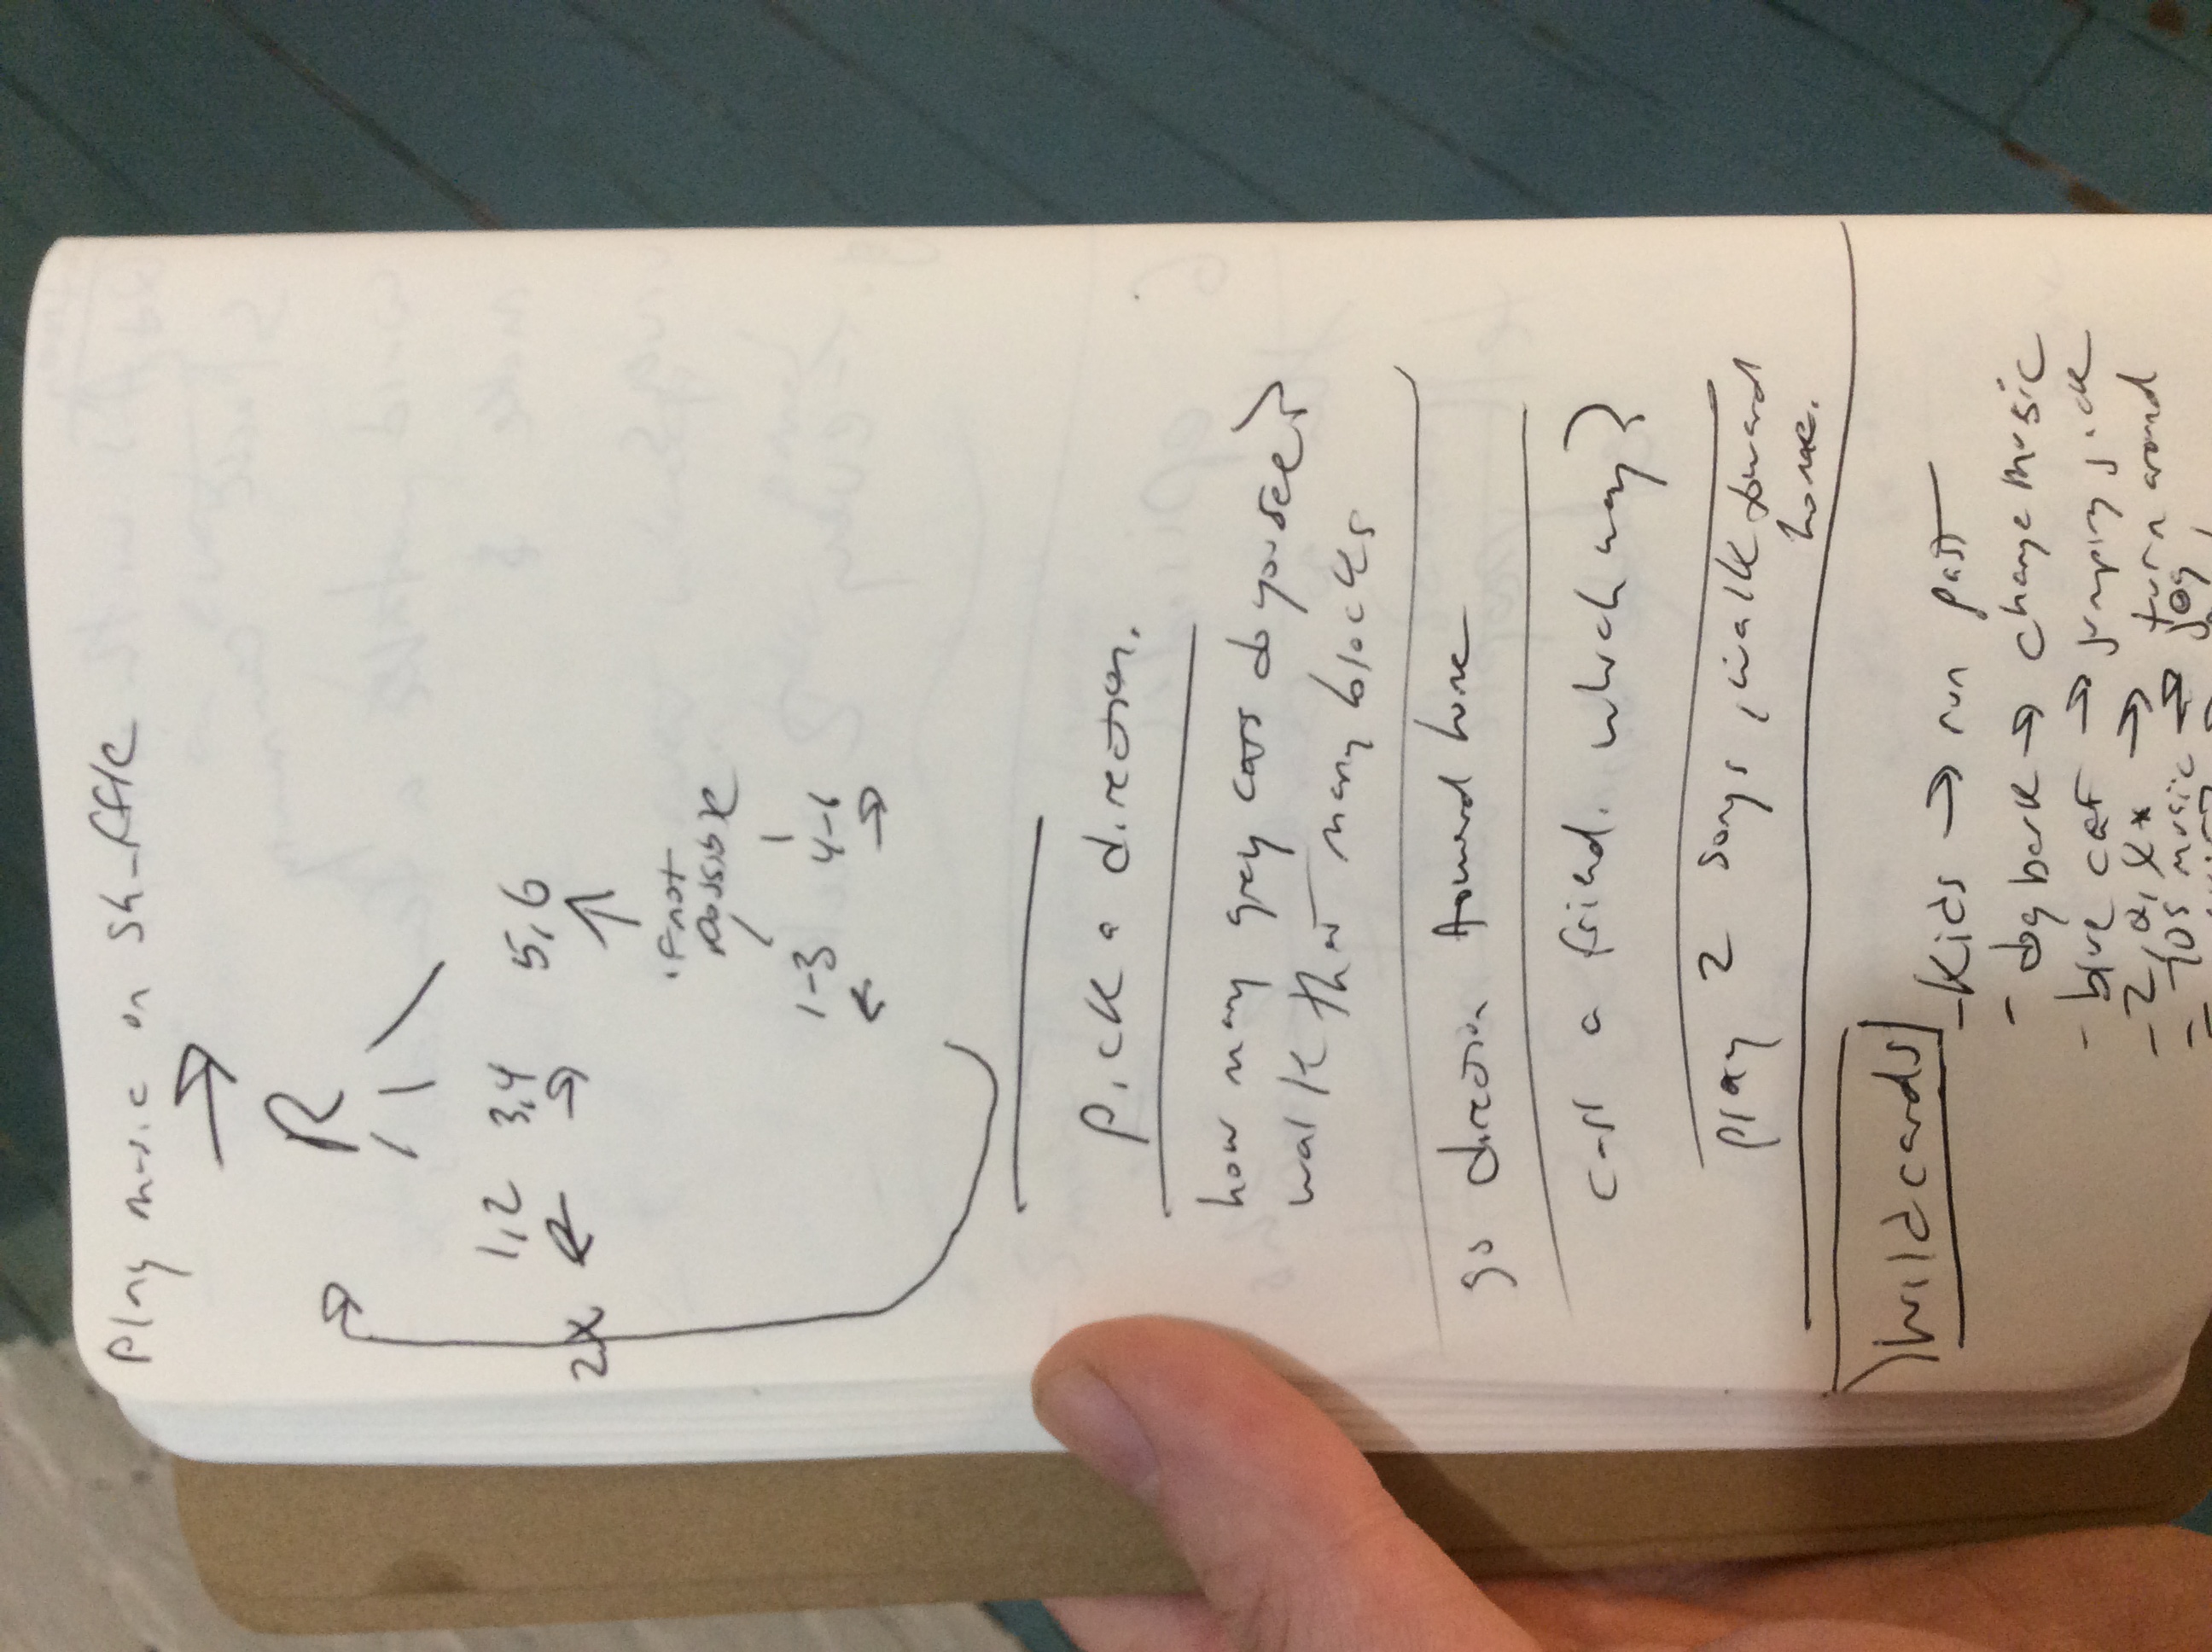 Play music on shuffle
→
R
1,2 3,4 5,6
2x ← → ↑
if not
possible
1-3 4-6
← →
Pick a direction.
how many grey cars do you see?
walk that many blocks
go direction toward home
call a friend. which way?
play 2 songs, walk toward
home.
Wildcards
- Kids → run past
- dog bark → change music
- blue car → jumping jack
- Z, Q, X * → turn around
- 70s music → jog